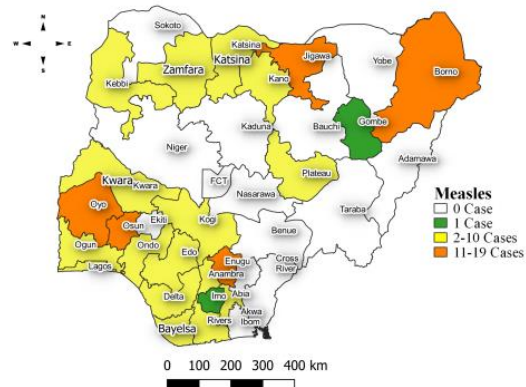 N
W E
S
Sokoto
Katsina
Katsina
Jigawa
Yobe
Borno
Zamfara
Kebbi
Kano
Kaduna
Bauchi
Gombe
Niger
Adamawa
Plateau
FCT
Nasarawa
Kwara
Kwara
Taraba
Oyo
Osun
Ekiti
Kogi
Benue
Ogun
Ondo
Edo
Enugu
Cross
River
Lagos
Anambra
Delta
Imo
Abia
Akwa
Ibom
Rivers
Bayelsa
Measles
0 Case
1 Case
2-10 Cases
11-19 Cases
0 100 200 300 400 km